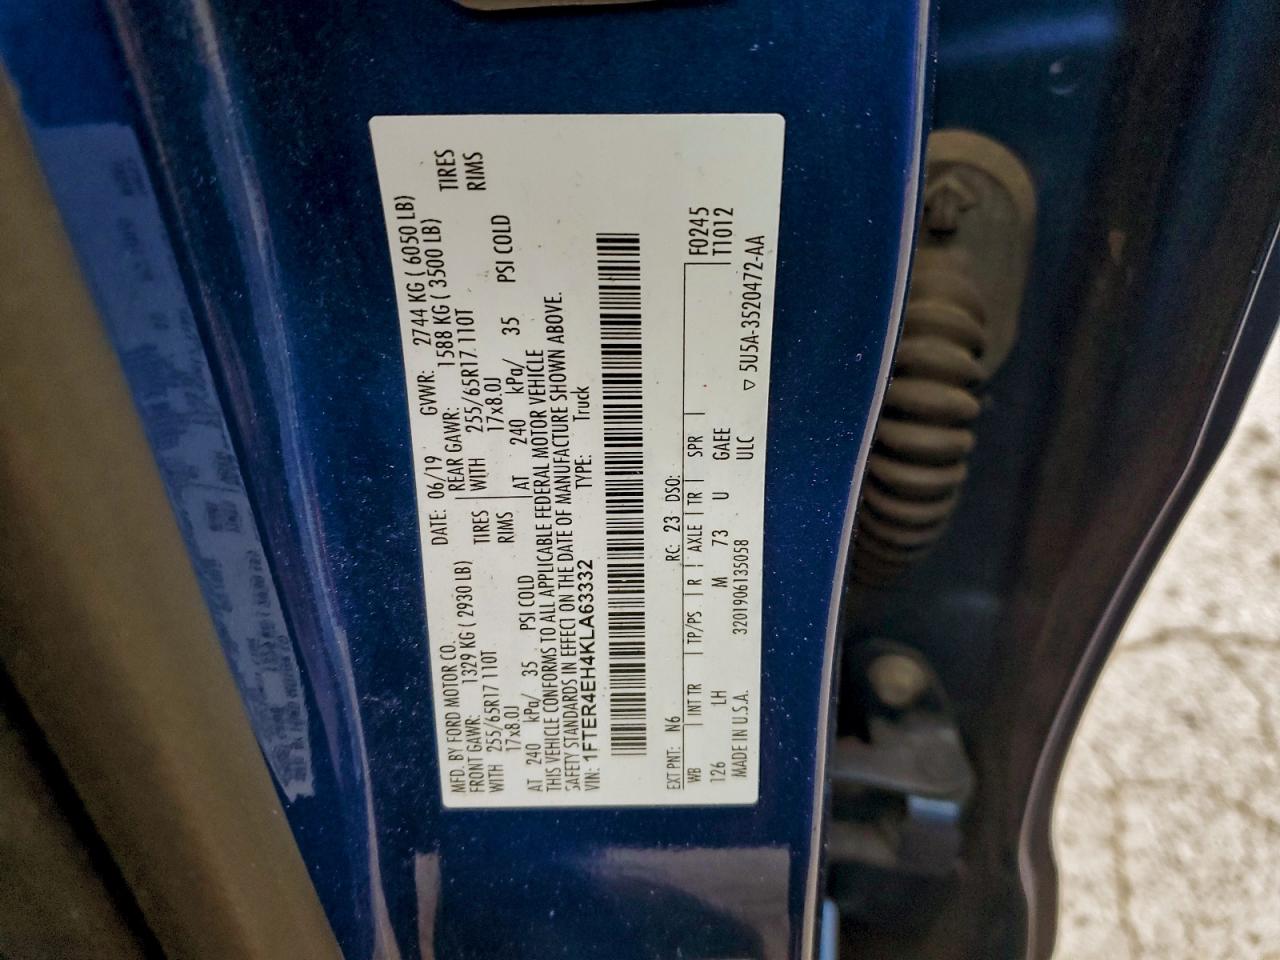 MFD. BY FORD MOTOR CO. DATE: 06/19 GVWR: 2744 KG ( 6050 LB)
FRONT GAWR: 1329 KG ( 2930 LB) REAR GAWR: 1588 KG ( 3500 LB)
WITH 255/65R17 110T TIRES WITH 255/65R17 110T TIRES
17x8.0J RIMS 17x8.0J RIMS
AT 240 kPa/ 35 PSI COLD AT 240 kPa/ 35 PSI COLD
THIS VEHICLE CONFORMS TO ALL APPLICABLE FEDERAL MOTOR VEHICLE
SAFETY STANDARDS IN EFFECT ON THE DATE OF MANUFACTURE SHOWN ABOVE.
VIN: 1FTER4EH4KLA63332 TYPE: Truck
EXT PNT: N6 RC: 23 DSO: F0245
WB INT TR TP/PS R AXLE TR SPR T1012
126 LH M 73 U GAEE
MADE IN U.S.A. 3201906135058 ULC ▽ 5U5A-3520472-AA